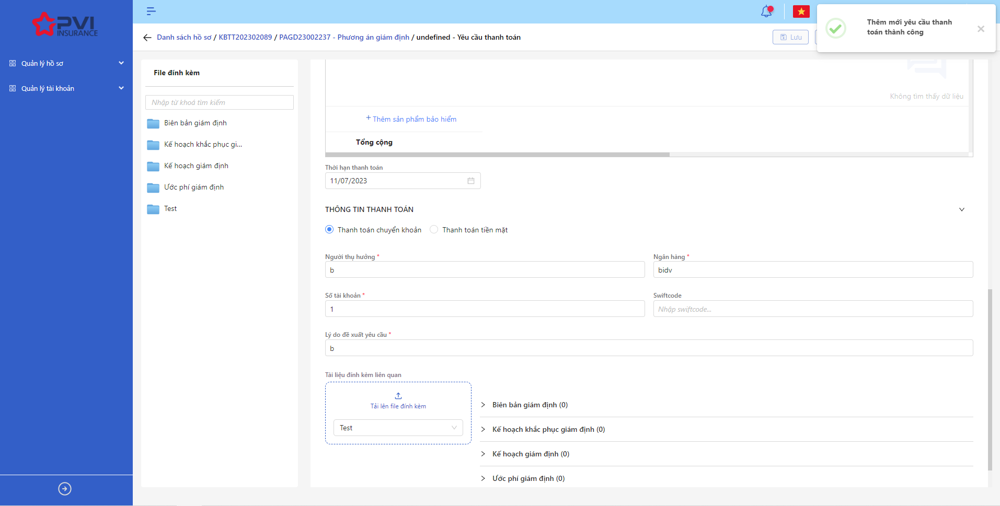 PVI
INSURANCE
Quản lý hồ sơ
Quản lý tài khoản
Danh sách hồ sơ / KBTT202302089 / PAGD23002237 - Phương án giám định / undefined - Yêu cầu thanh toán
Lưu
Thêm mới yêu cầu thanh
toán thành công
File đính kèm
Nhập từ khoá tìm kiếm
Biên bản giám định
Kế hoạch khắc phục gi...
Kế hoạch giám định
Ước phí giám định
Test
Không tìm thấy dữ liệu
+ Thêm sản phẩm bảo hiểm
Tổng cộng
Thời hạn thanh toán
11/07/2023
THÔNG TIN THANH TOÁN
Thanh toán chuyển khoản
Thanh toán tiền mặt
Người thụ hưởng *
b
Ngân hàng *
bidv
Số tài khoản *
1
Swiftcode
Nhập swiftcode...
Lý do đề xuất yêu cầu *
b
Tài liệu đính kèm liên quan
Tải lên file đính kèm
Test
Biên bản giám định (0)
Kế hoạch khắc phục giám định (0)
Kế hoạch giám định (0)
Ước phí giám định (0)